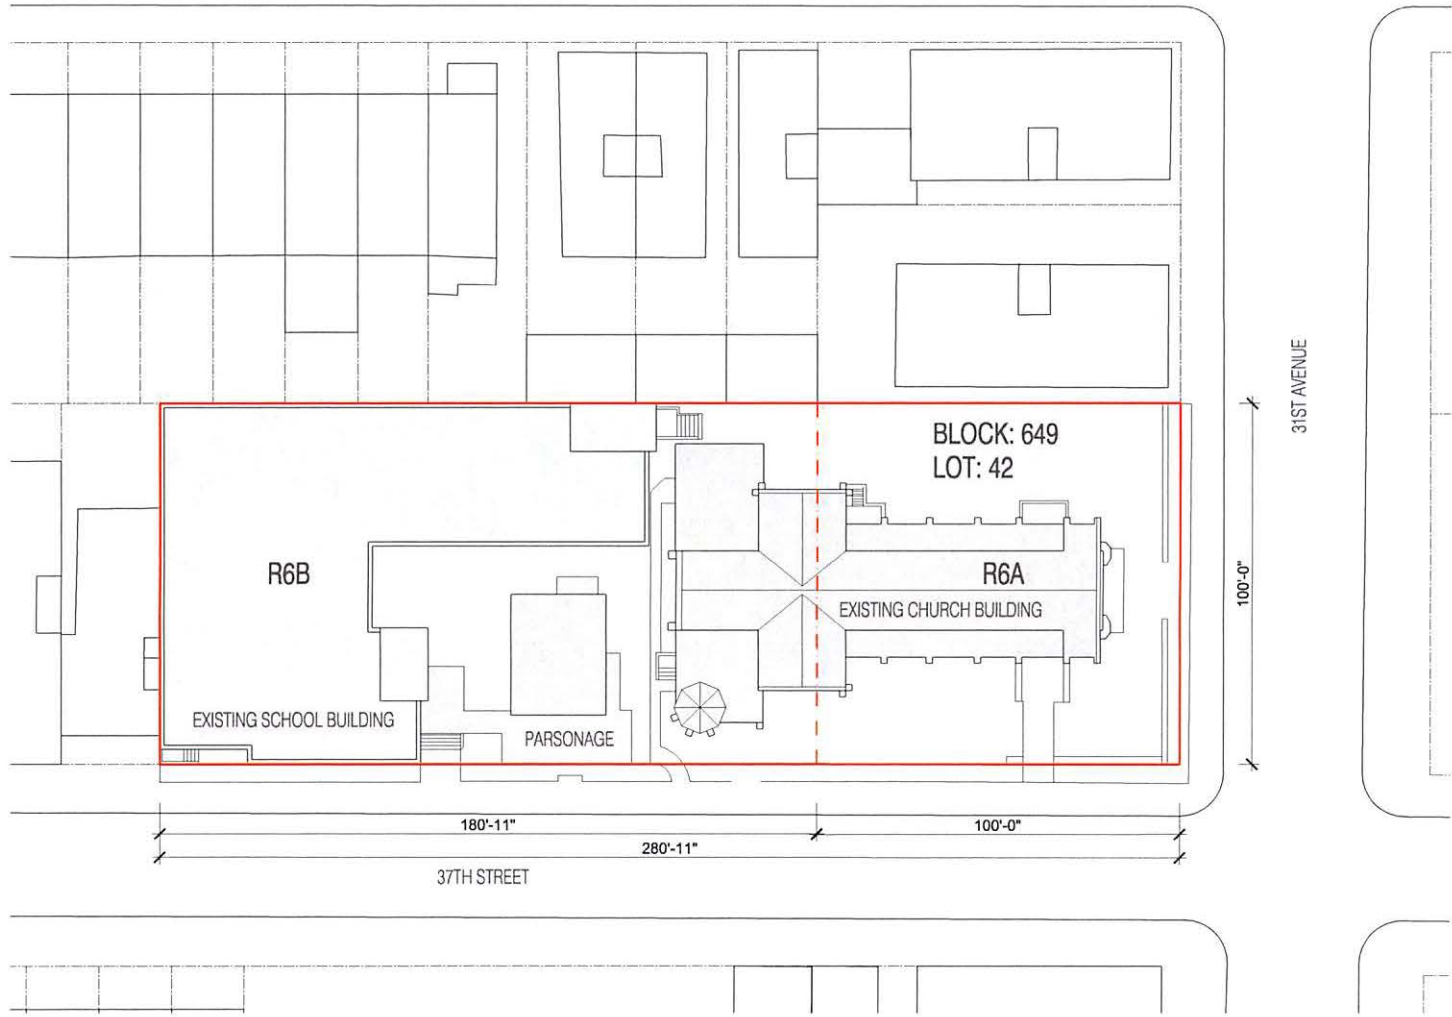 31ST AVENUE
BLOCK: 649
LOT: 42
R6B
R6A
100'-0"
EXISTING CHURCH BUILDING
EXISTING SCHOOL BUILDING
PARSONAGE
180'-11"
100'-0"
280'-11"
37TH STREET